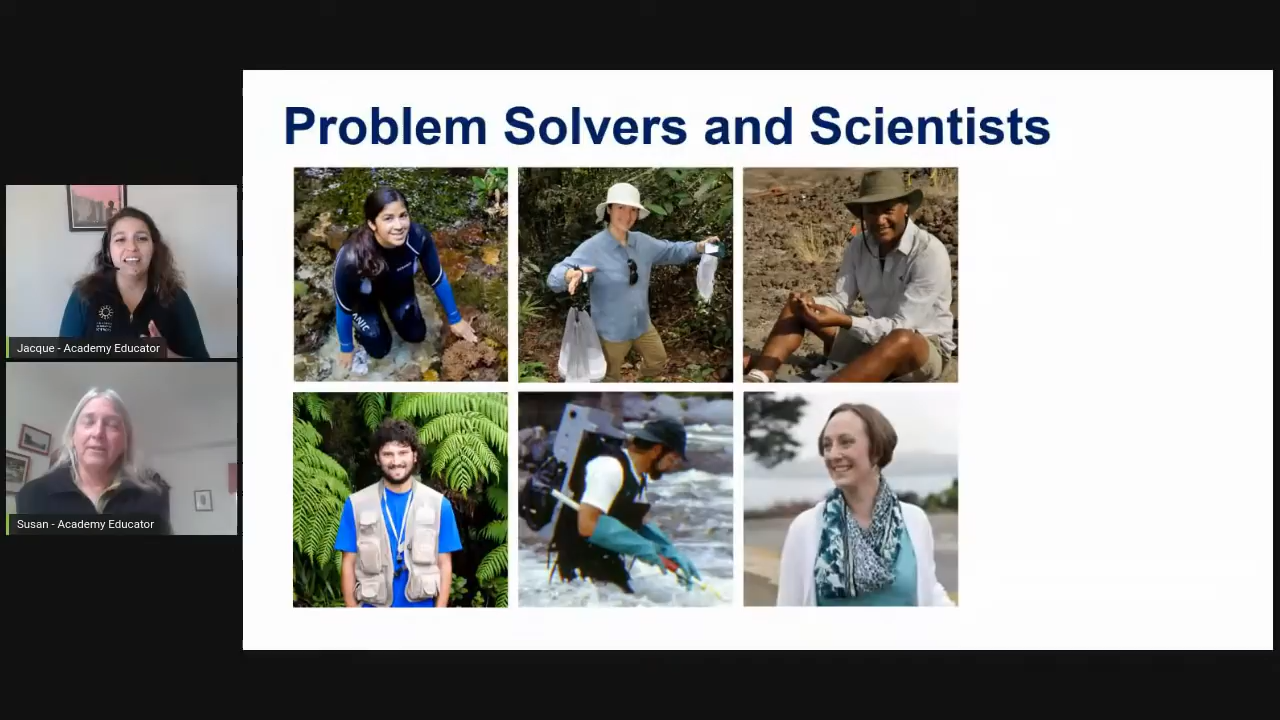 Problem Solvers and Scientists
Jacque - Academy Educator
Susan - Academy Educator